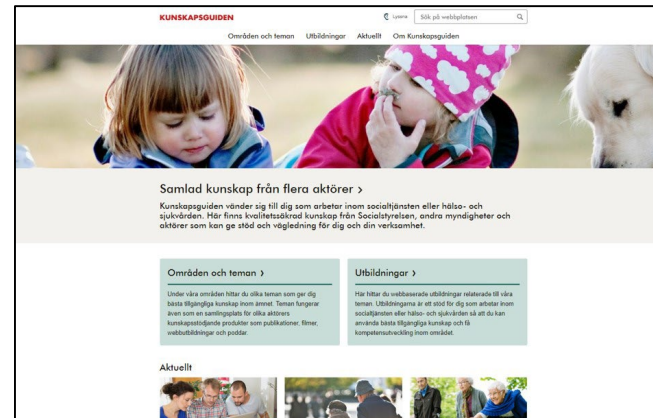 KUNSKAPSGUIDEN
Lyssna
Sök på webbplatsen
Områden och teman Utbildningar Aktuellt Om Kunskapsguiden
Samlad kunskap från flera aktörer >
Kunskapsguiden vänder sig till dig som arbetar inom socialtjänsten eller hälso- och
sjukvården. Här finns kvalitetssäkrad kunskap från Socialstyrelsen, andra myndigheter och
aktörer som kan ge stöd och vägledning för dig och din verksamhet.
Områden och teman >
Under våra områden hittar du olika teman som ger dig
bästa tillgängliga kunskap inom ämnet. Teman fungerar
även som en samlingsplats för olika aktörers
kunskapsstödjande produkter som publikationer, filmer,
webbutbildningar och poddar.
Utbildningar >
Här hittar du webbaserade utbildningar relaterade till våra
teman. Utbildningarna är ett stöd för dig som arbetar inom
socialtjänsten eller hälso- och sjukvården så att du kan
använda bästa tillgängliga kunskap och få
kompetensutveckling inom området.
Aktuellt